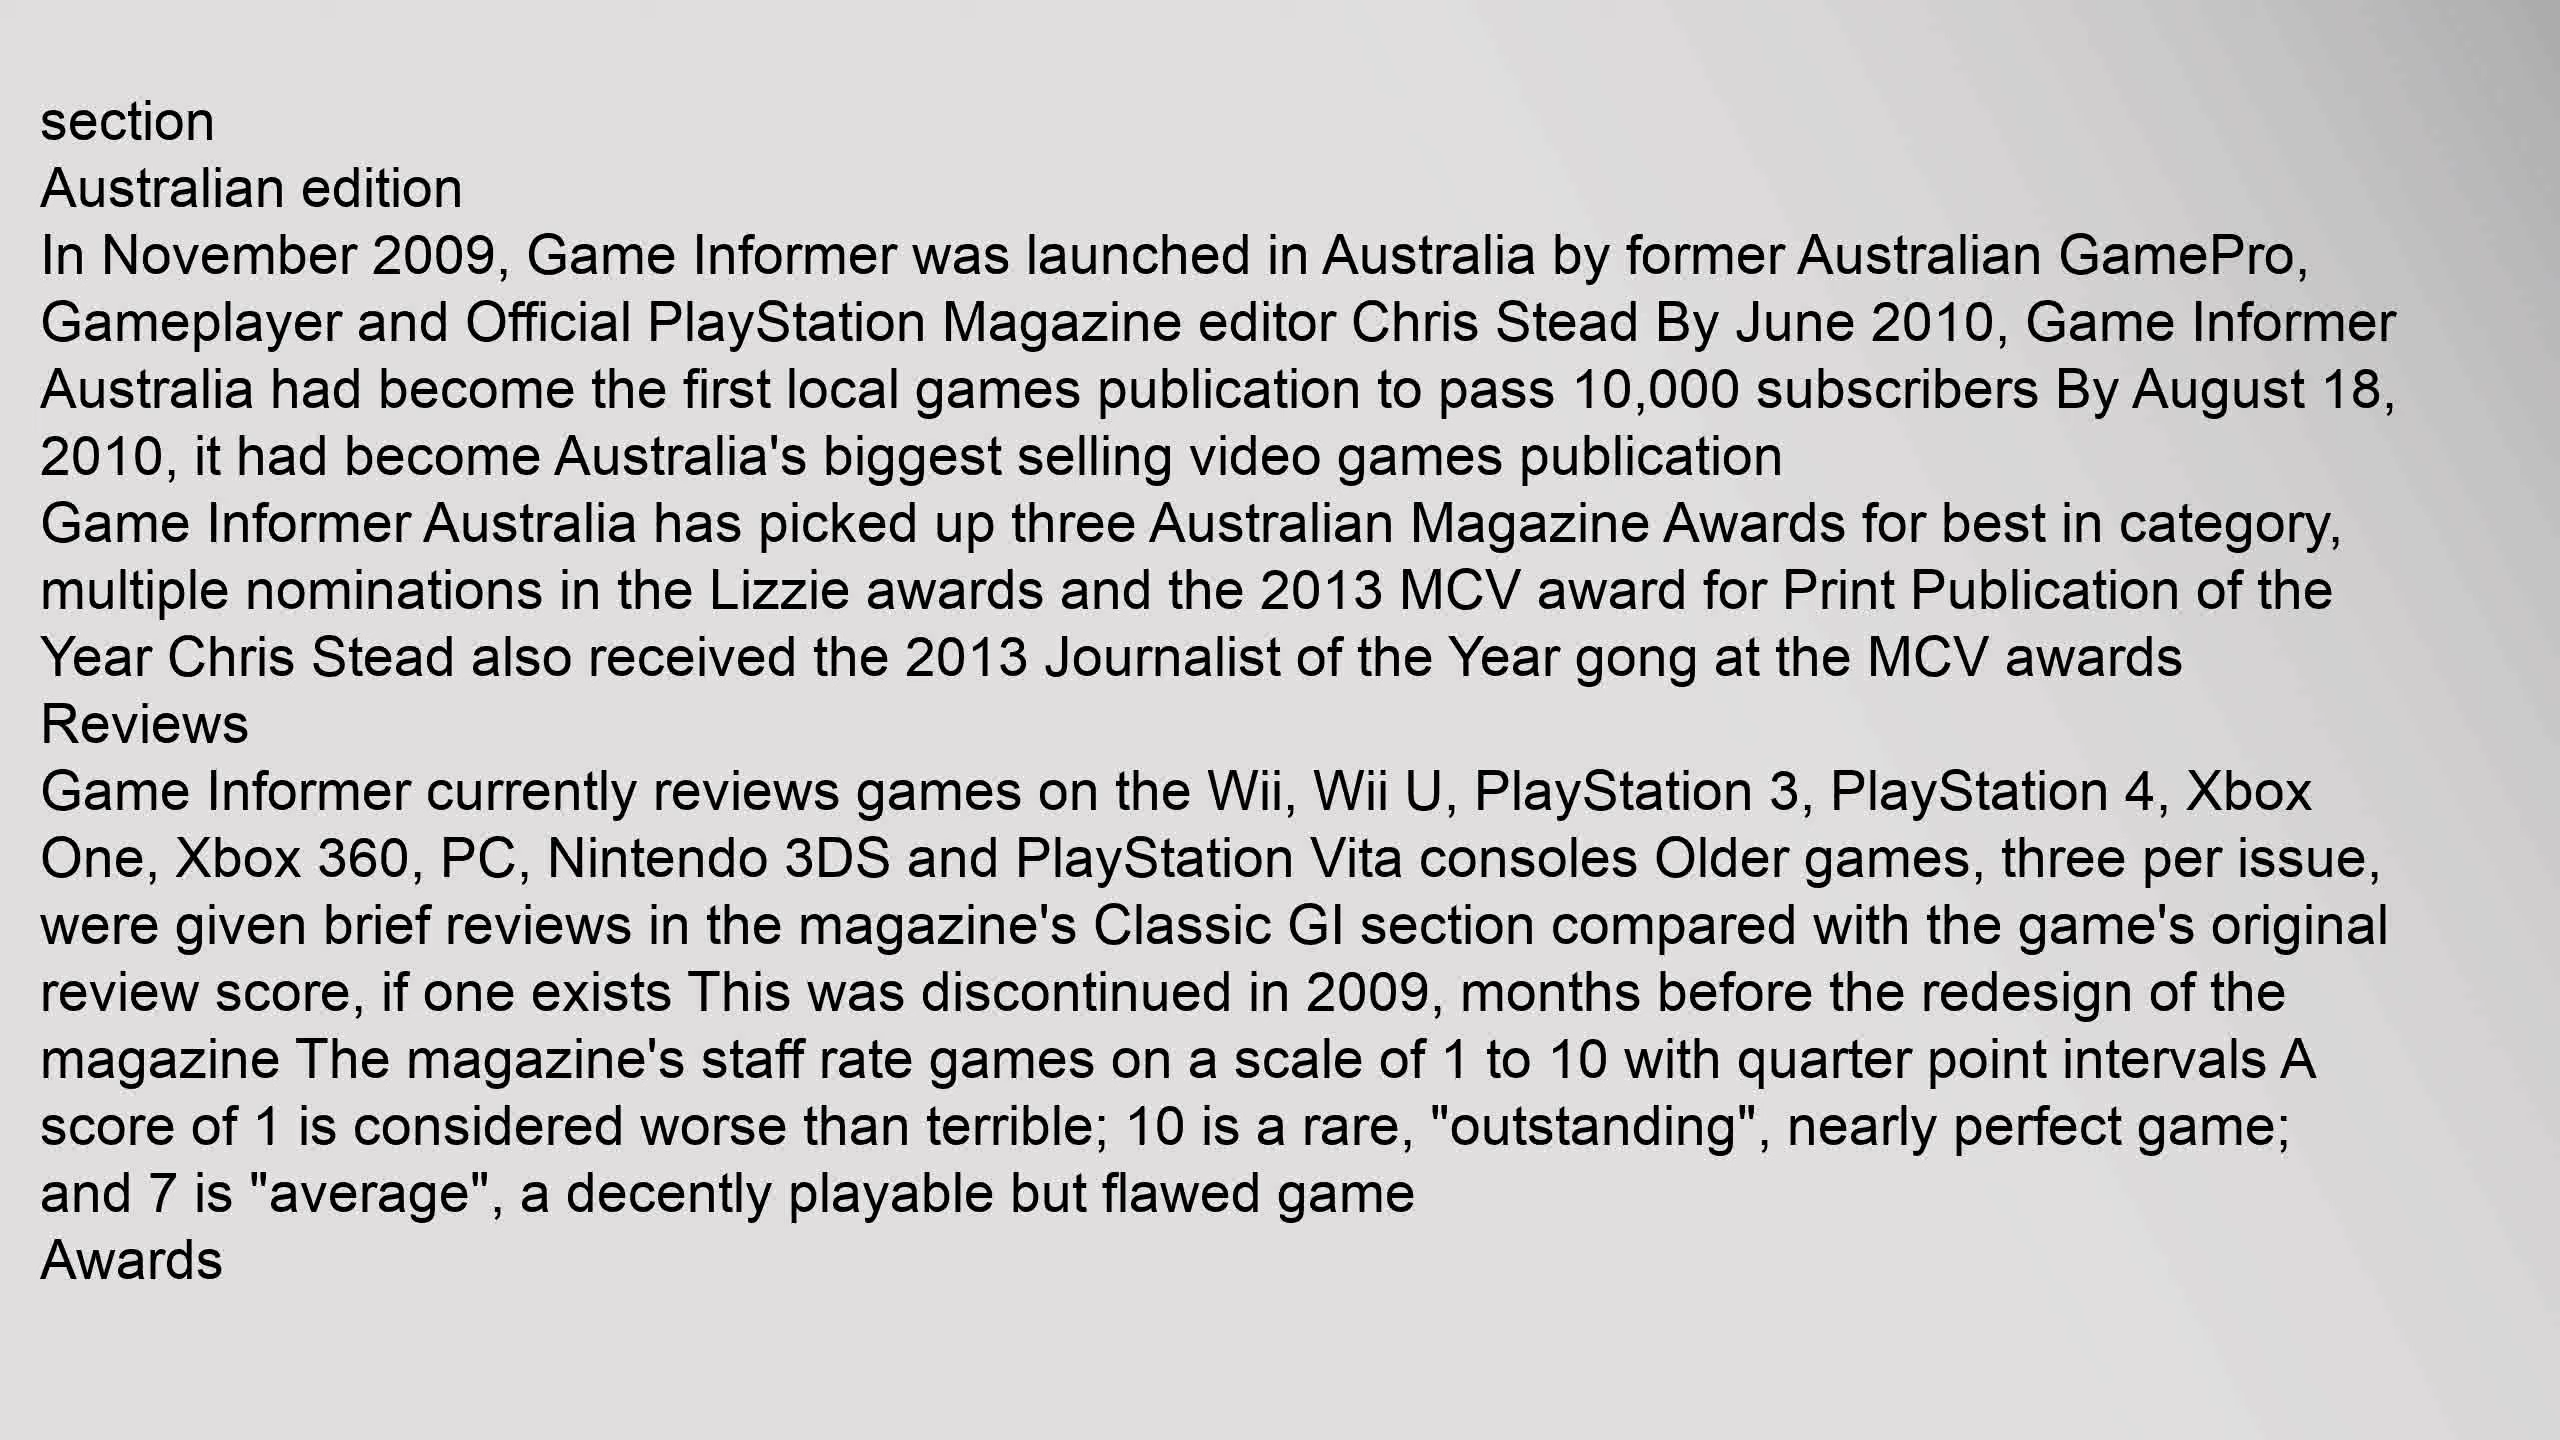 section
Australian edition
In November 2009, Game Informer was launched in Australia by former Australian GamePro,
Gameplayer and Official PlayStation Magazine editor Chris Stead By June 2010, Game Informer
Australia had become the first local games publication to pass 10,000 subscribers By August 18,
2010, it had become Australia's biggest selling video games publication
Game Informer Australia has picked up three Australian Magazine Awards for best in category,
multiple nominations in the Lizzie awards and the 2013 MCV award for Print Publication of the
Year Chris Stead also received the 2013 Journalist of the Year gong at the MCV awards
Reviews
Game Informer currently reviews games on the Wii, Wii U, PlayStation 3, PlayStation 4, Xbox
One, Xbox 360, PC, Nintendo 3DS and PlayStation Vita consoles Older games, three per issue,
were given brief reviews in the magazine's Classic GI section compared with the game's original
review score, if one exists This was discontinued in 2009, months before the redesign of the
magazine The magazine's staff rate games on a scale of 1 to 10 with quarter point intervals A
score of 1 is considered worse than terrible; 10 is a rare, "outstanding", nearly perfect game;
and 7 is "average", a decently playable but flawed game
Awards